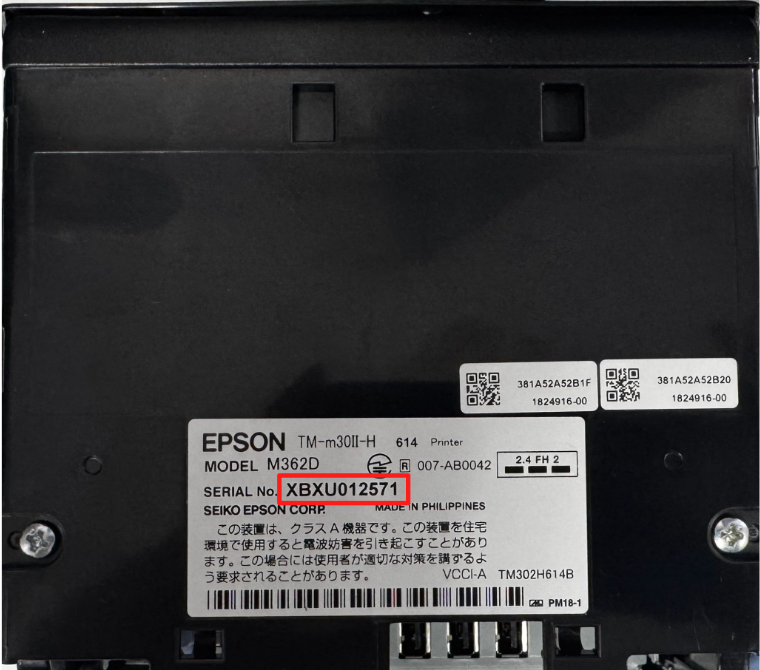 381A52A52B1F
1824916-00
381A52A52B20
1824916-00
EPSON TM-m30II-H 614 Printer
MODEL M362D R 007-AB0042
2.4 FH 2
SERIAL No. XBXU012571
SEIKO EPSON CORP. MADE IN PHILIPPINES
この装置は、クラスA機器です。この装置を住宅
環境で使用すると電波妨害を引き起こすことがあり
ます。この場合には使用者が適切な対策を講ずるよ
う要求されることがあります。 VCCI-A TM302H614B
PM18-1